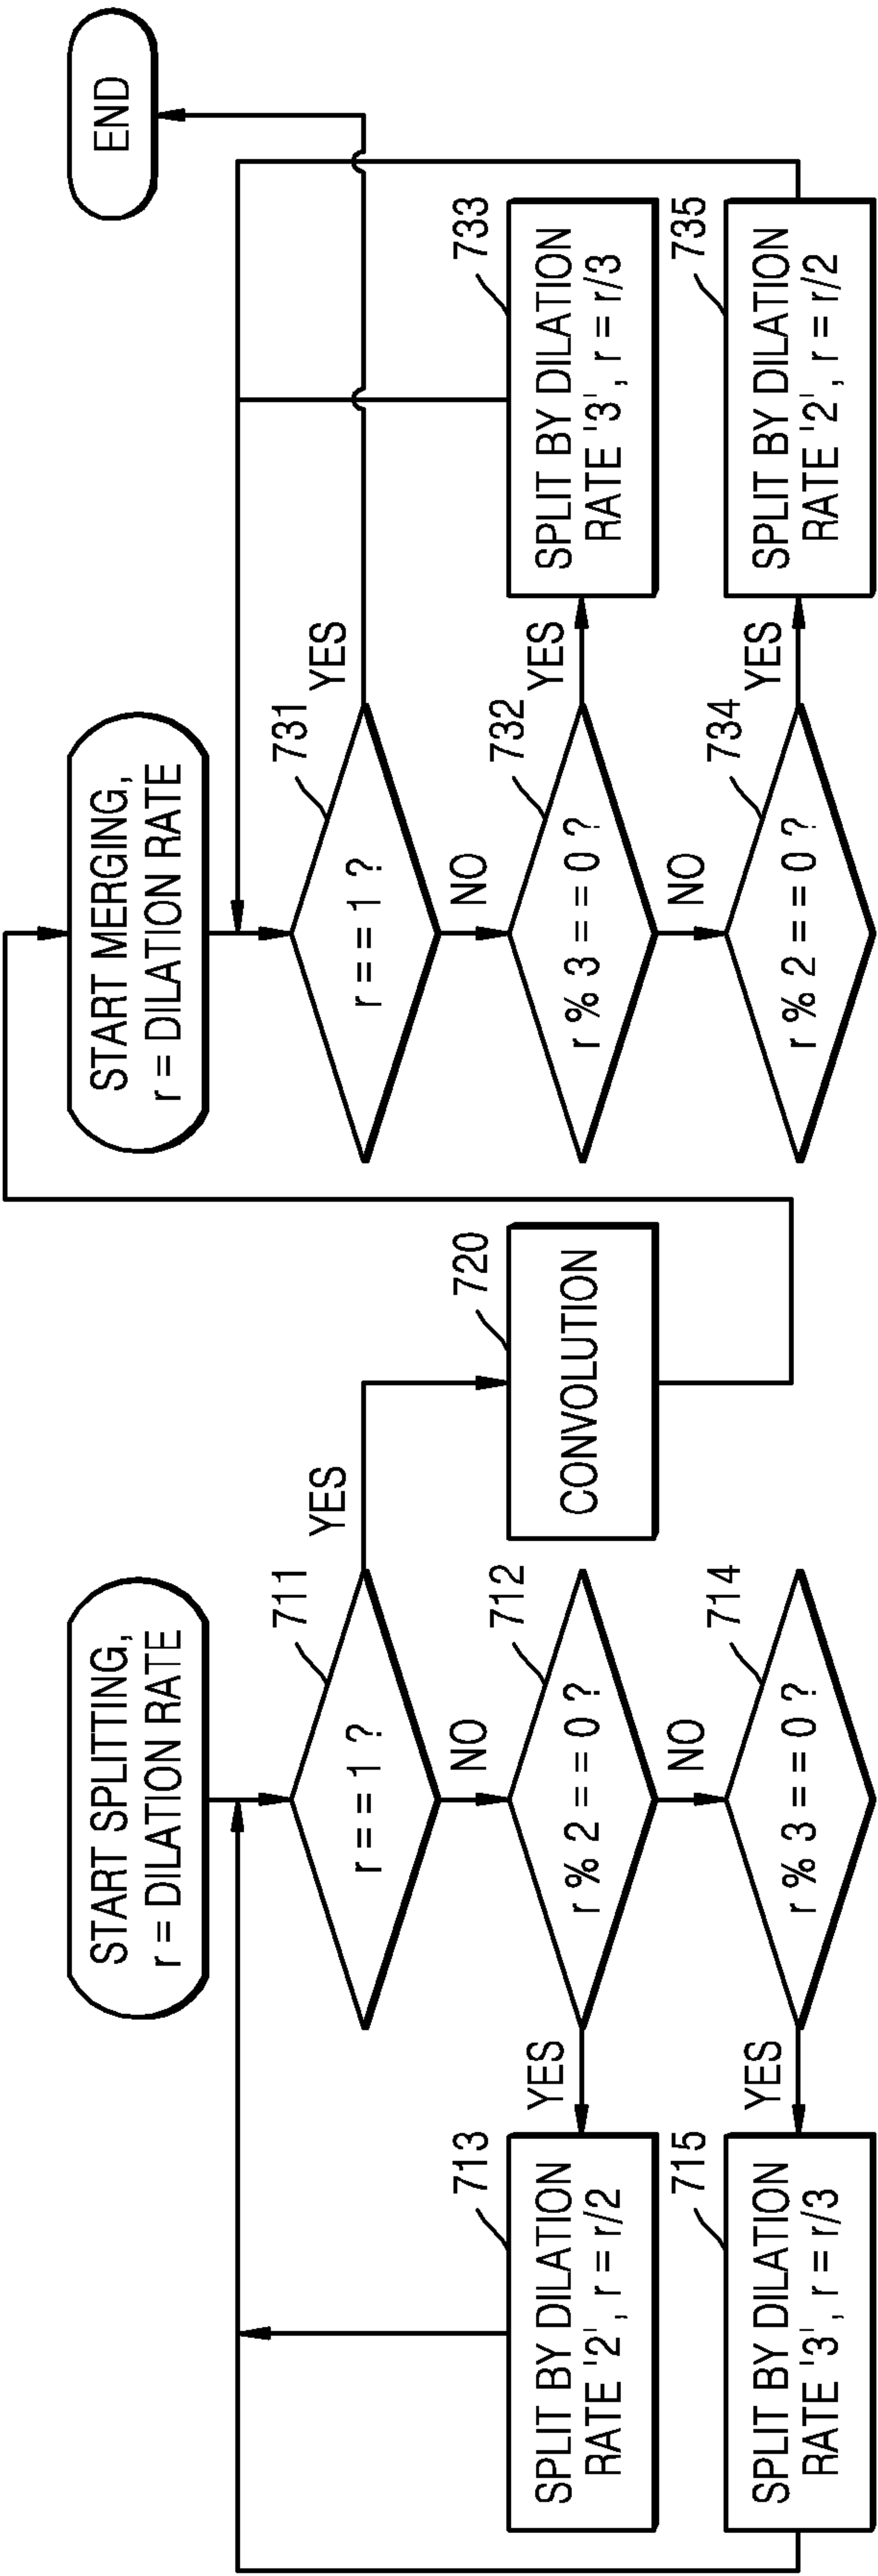 START SPLITTING,
r = DILATION RATE
711
r = = 1 ?
YES
NO
712
r % 2 = = 0 ?
YES
713
SPLIT BY DILATION
RATE '2', r = r/2
NO
714
r % 3 = = 0 ?
YES
715
SPLIT BY DILATION
RATE '3', r = r/3
720
CONVOLUTION
START MERGING,
r = DILATION RATE
731
r = = 1 ?
YES
END
NO
732
r % 3 = = 0 ?
YES
733
SPLIT BY DILATION
RATE '3', r = r/3
NO
734
r % 2 = = 0 ?
YES
735
SPLIT BY DILATION
RATE '2', r = r/2